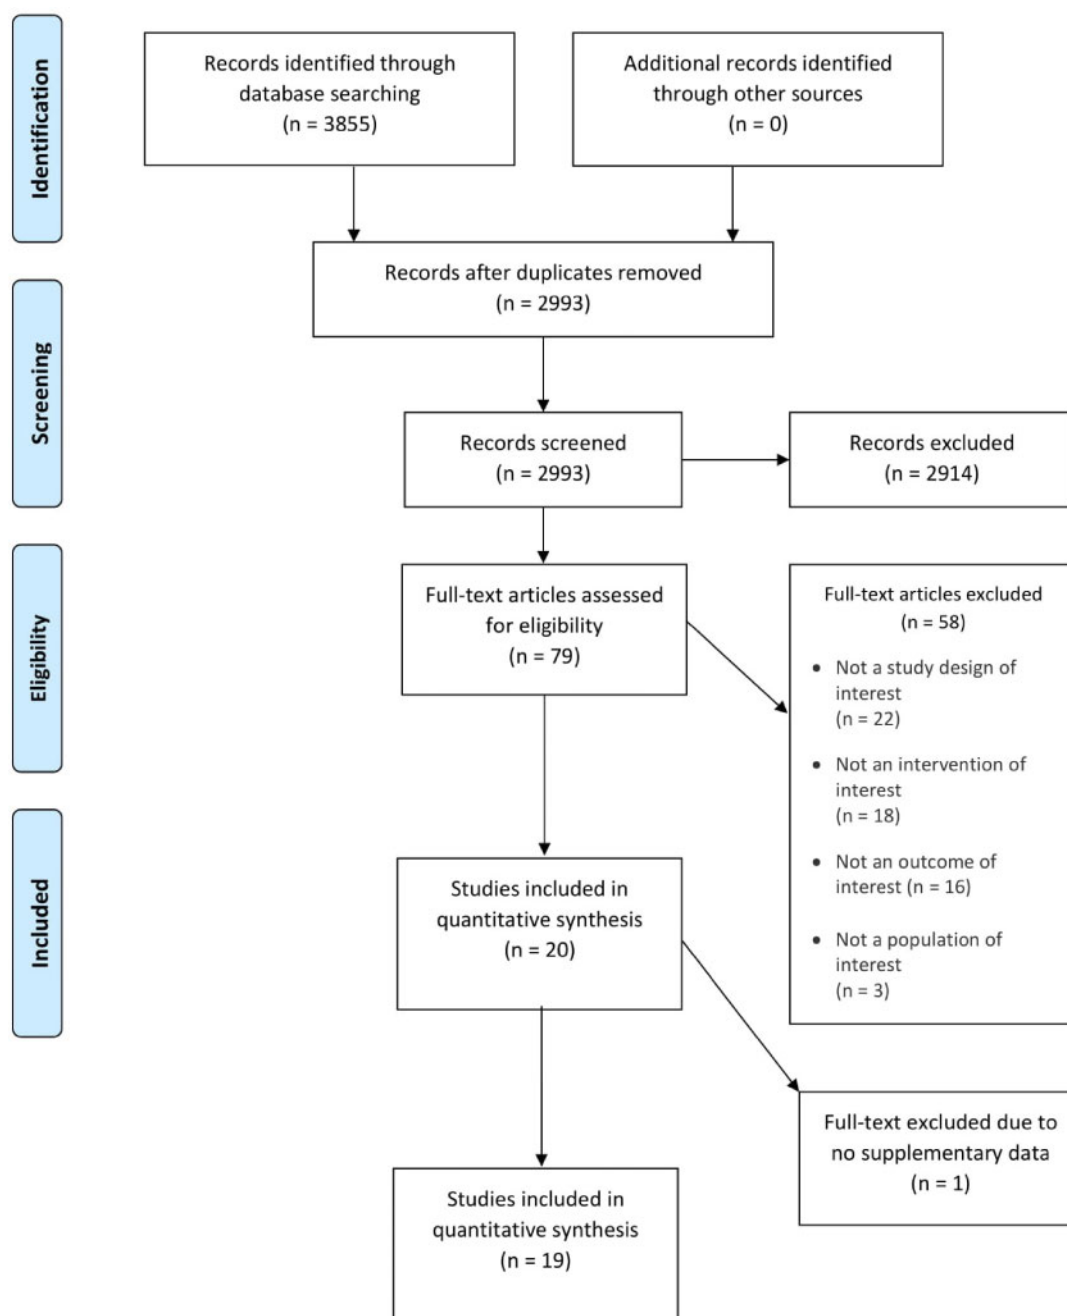 Identification
Records identified through
database searching
(n = 3855)
Additional records identified
through other sources
(n = 0)
Records after duplicates removed
(n = 2993)
Screening
Records screened
(n = 2993)
Records excluded
(n = 2914)
Eligibility
Full-text articles assessed
for eligibility
(n = 79)
Full-text articles excluded
(n = 58)
• Not a study design of
interest
(n = 22)
• Not an intervention of
interest
(n = 18)
• Not an outcome of
interest (n = 16)
• Not a population of
interest
(n = 3)
Included
Studies included in
quantitative synthesis
(n = 20)
Full-text excluded due to
no supplementary data
(n = 1)
Studies included in
quantitative synthesis
(n = 19)